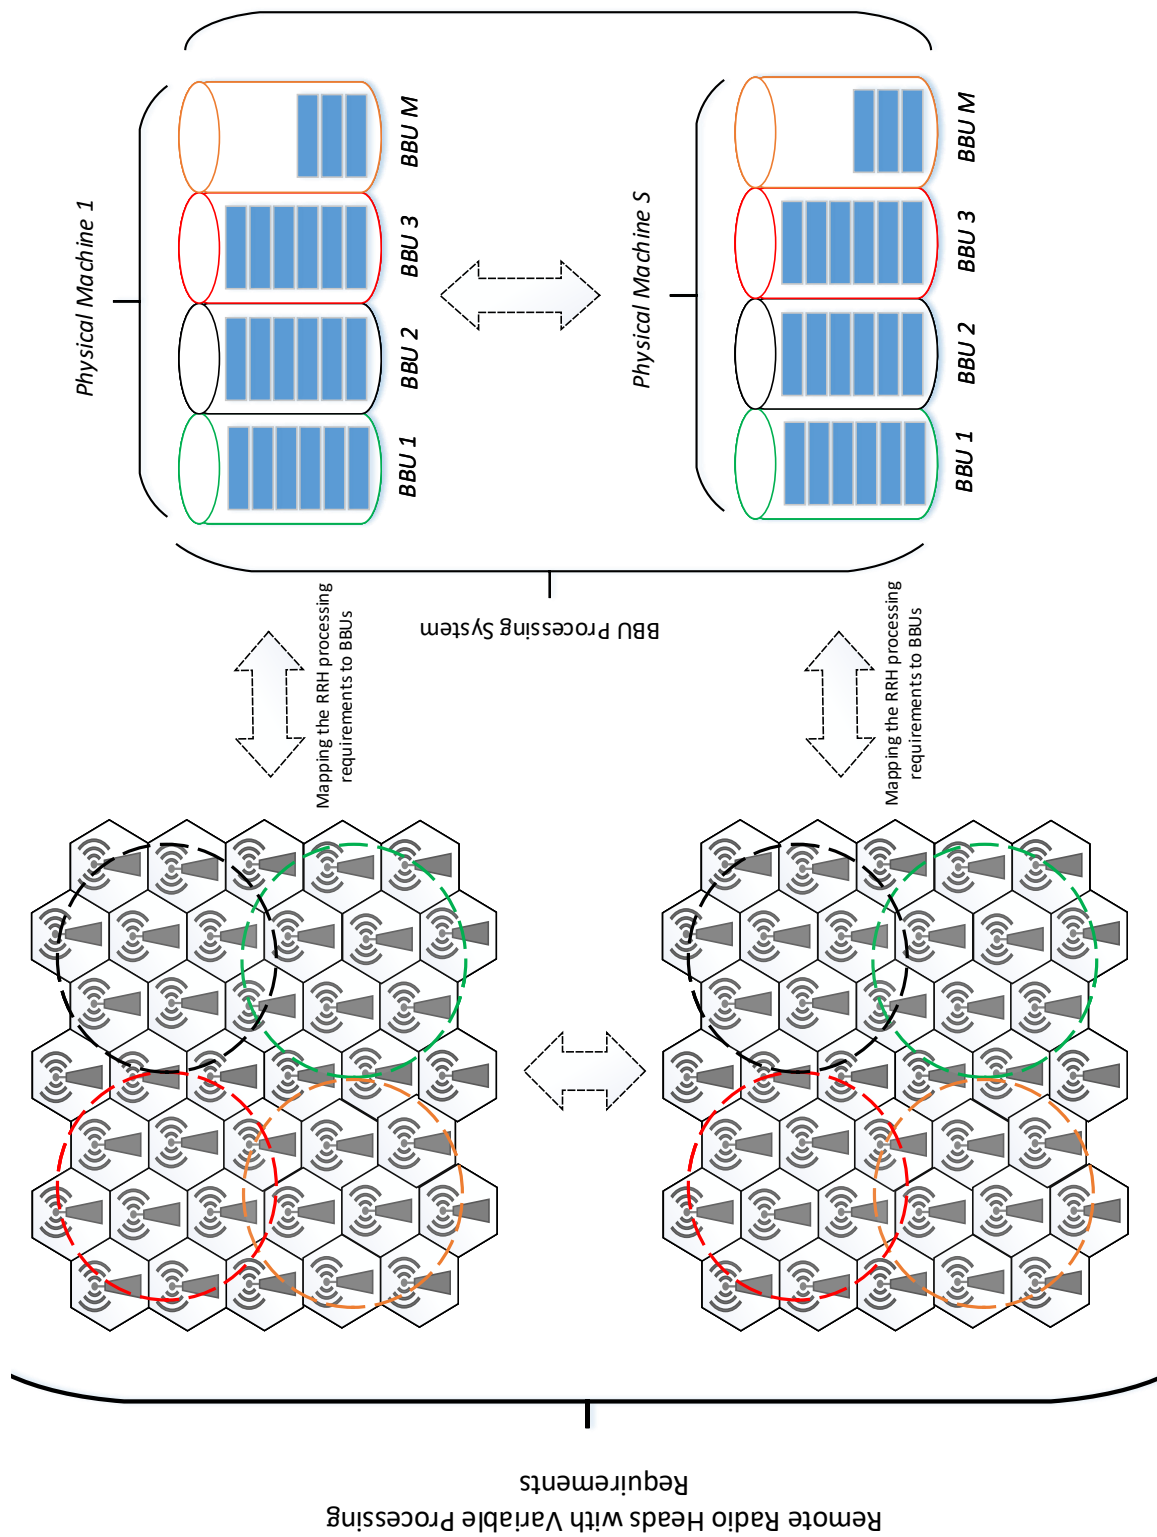 Physical Machine 1
BBU 1
BBU 2
BBU 3
BBU M
Physical Machine S
BBU 1
BBU 2
BBU 3
BBU M
BBU Processing System
Mapping the RRH processing
requirements to BBUs
Mapping the RRH processing
requirements to BBUs
Remote Radio Heads with Variable Processing
Requirements